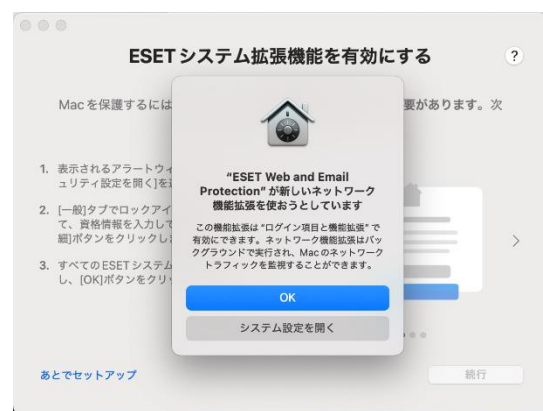 ESETシステム拡張機能を有効にする
?
Macを保護するには
要があります。次
1. 表示されるアラートウィ
ュリティ設定を開く]を
2. [一般]タブでロックアイ
て、資格情報を入力して
細]ボタンをクリックし
3. すべてのESETシステム
し、[OK]ボタンをクリッ
"ESET Web and Email
Protection"が新しいネットワーク
機能拡張を使おうとしています
この機能拡張は"ログイン項目と機能拡張"で
有効にできます。ネットワーク機能拡張はバッ
クグラウンドで実行され、Macのネットワーク
トラフィックを監視することができます。
OK
システム設定を開く
あとでセットアップ
続行